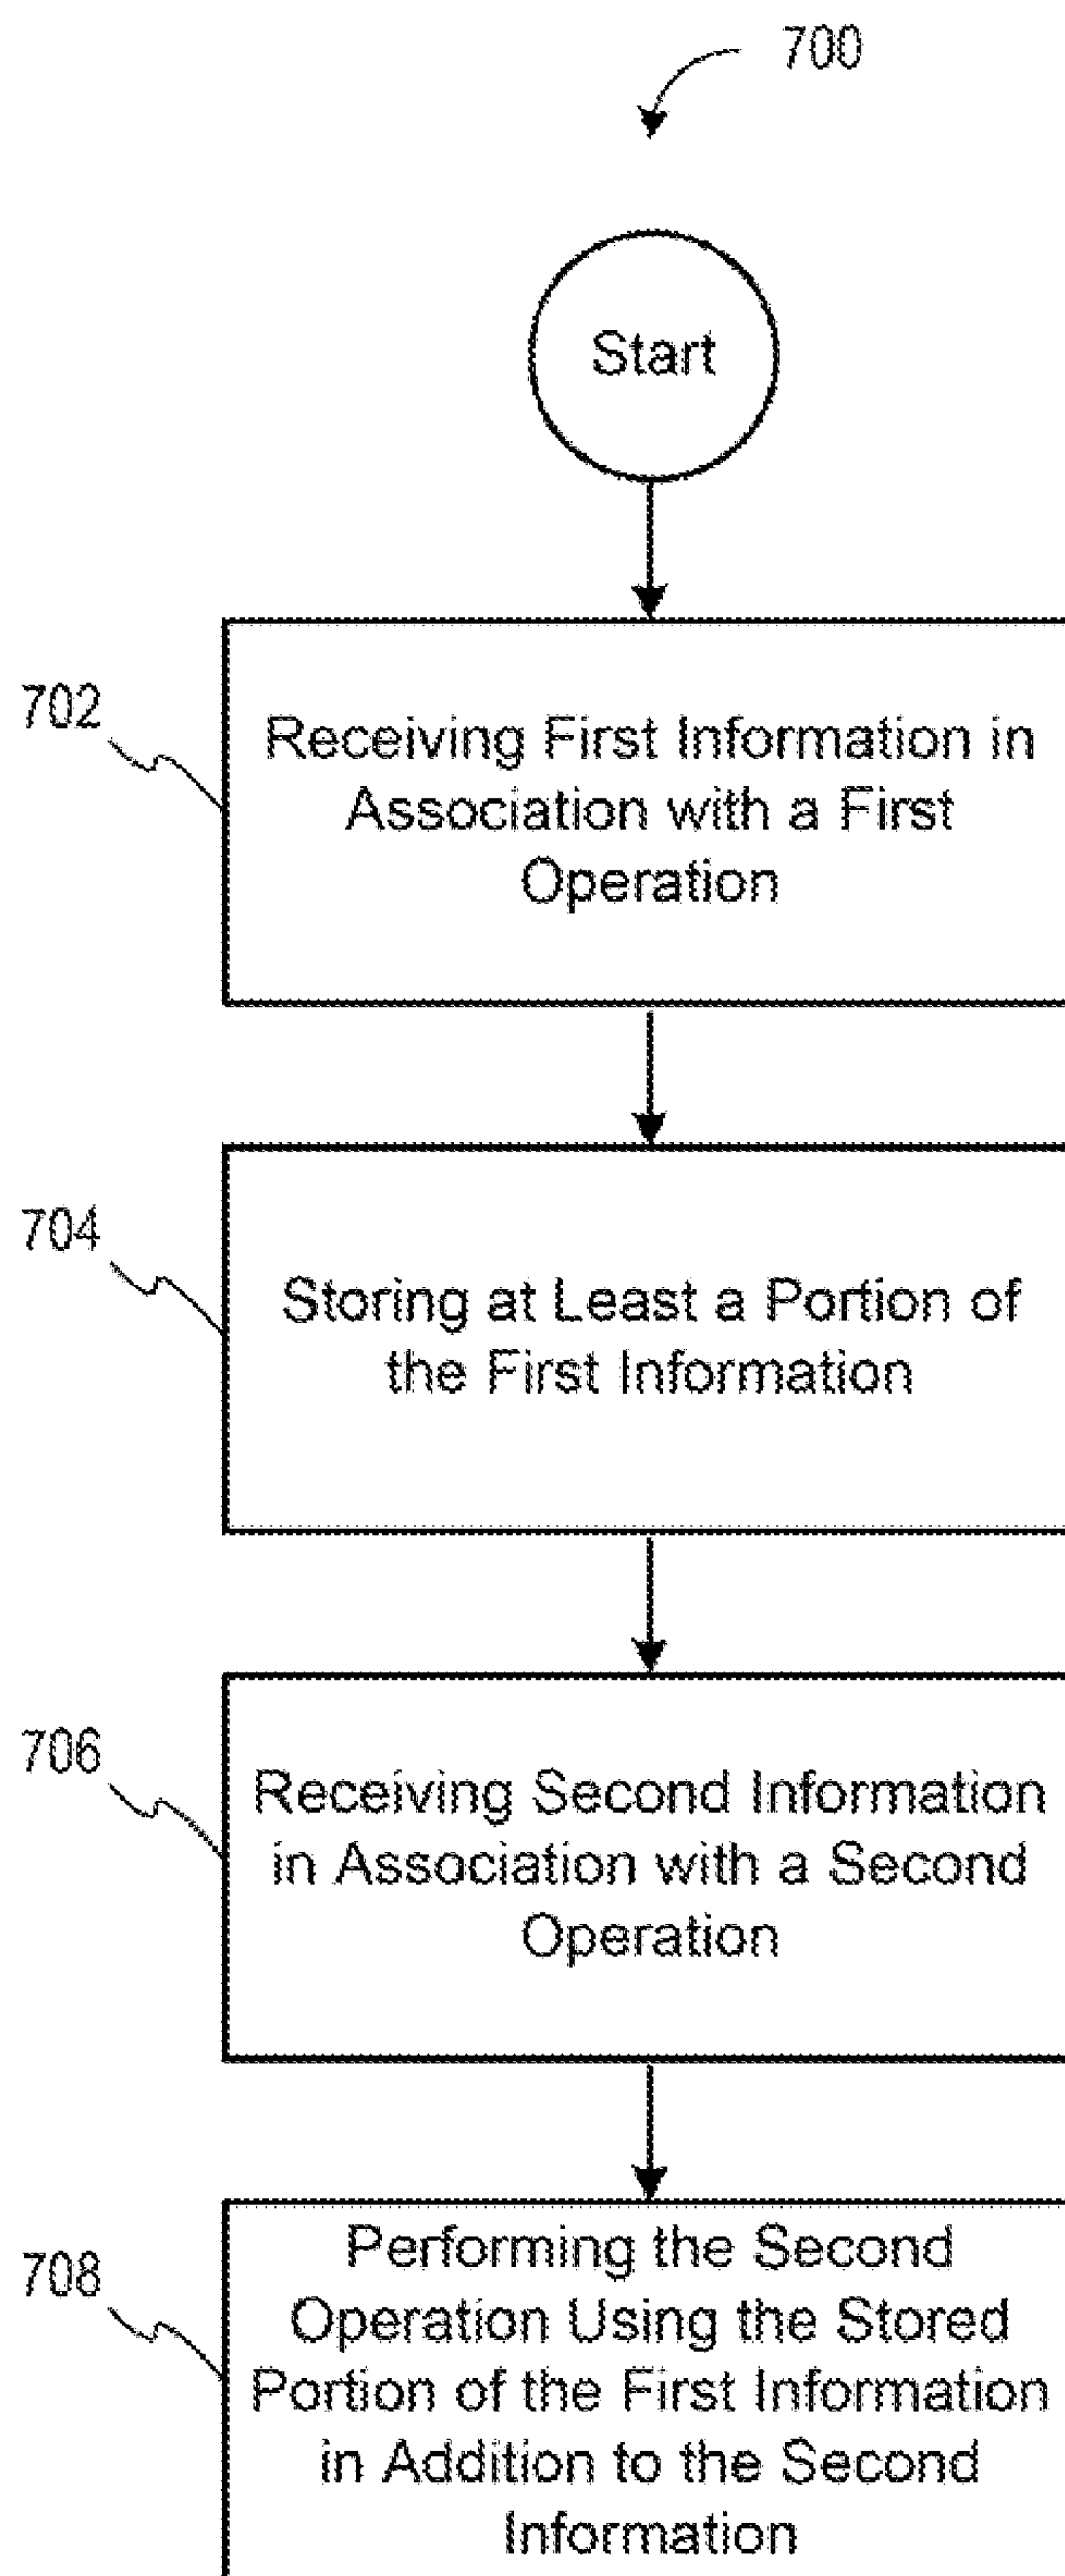 700
Start
702
Receiving First Information in
Association with a First
Operation
704
Storing at Least a Portion of
the First Information
706
Receiving Second Information
in Association with a Second
Operation
708
Performing the Second
Operation Using the Stored
Portion of the First Information
in Addition to the Second
Information